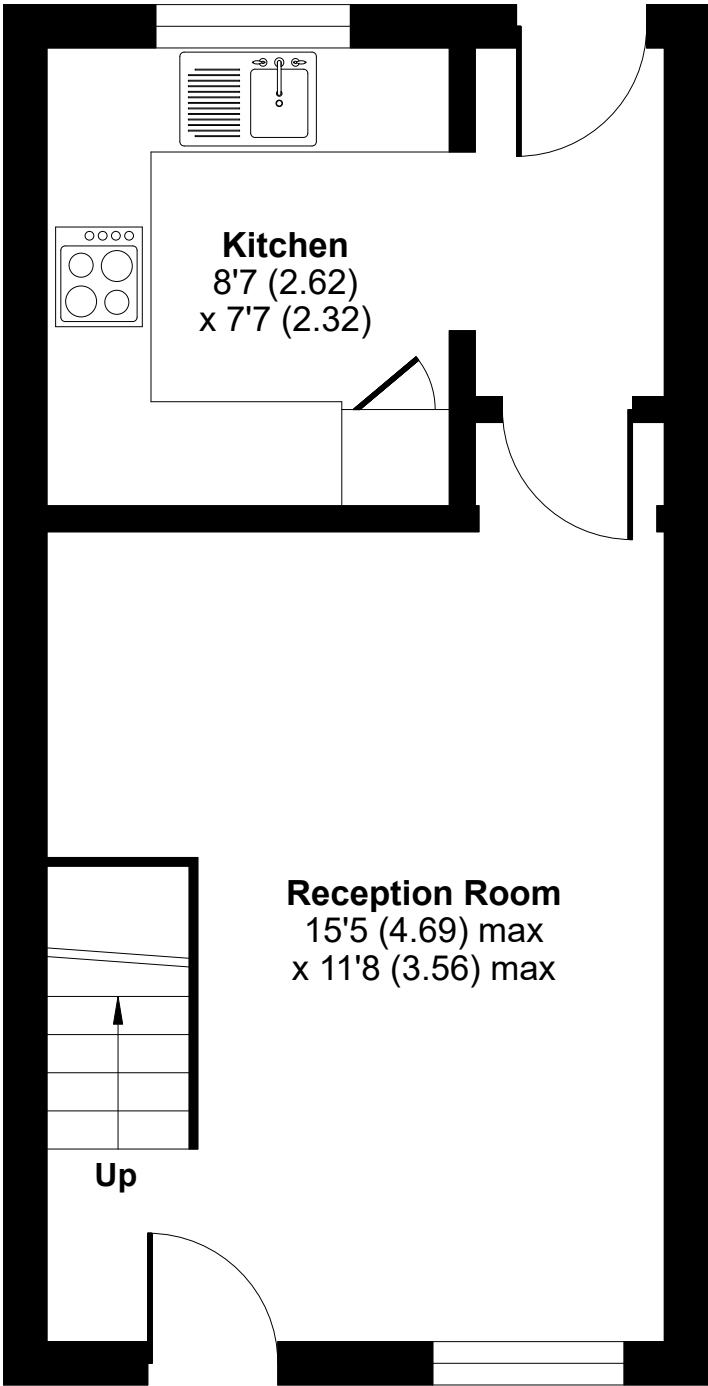 Kitchen
8'7 (2.62)
x 7'7 (2.32)
Reception Room
15'5 (4.69) max
x 11'8 (3.56) max
Up